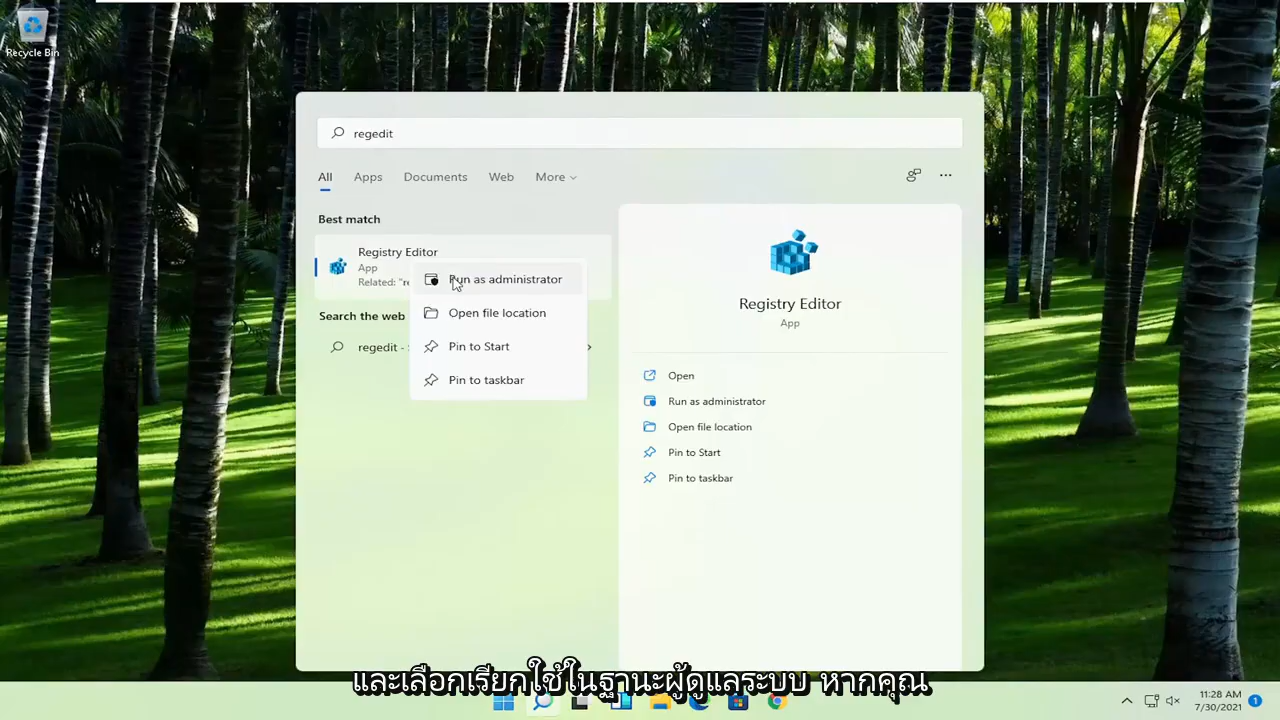 Recycle Bin
regedit
All Apps Documents Web More
Best match
Registry Editor
App
Related: "re
Run as administrator
Open file location
Pin to Start
Pin to taskbar
Search the web
regedit -
Registry Editor
App
Open
Run as administrator
Open file location
Pin to Start
Pin to taskbar
และเลือกเรียกใช้ในฐานะผู้ดูแลระบบ หากคุณ
11:28 AM
7/30/2021
1